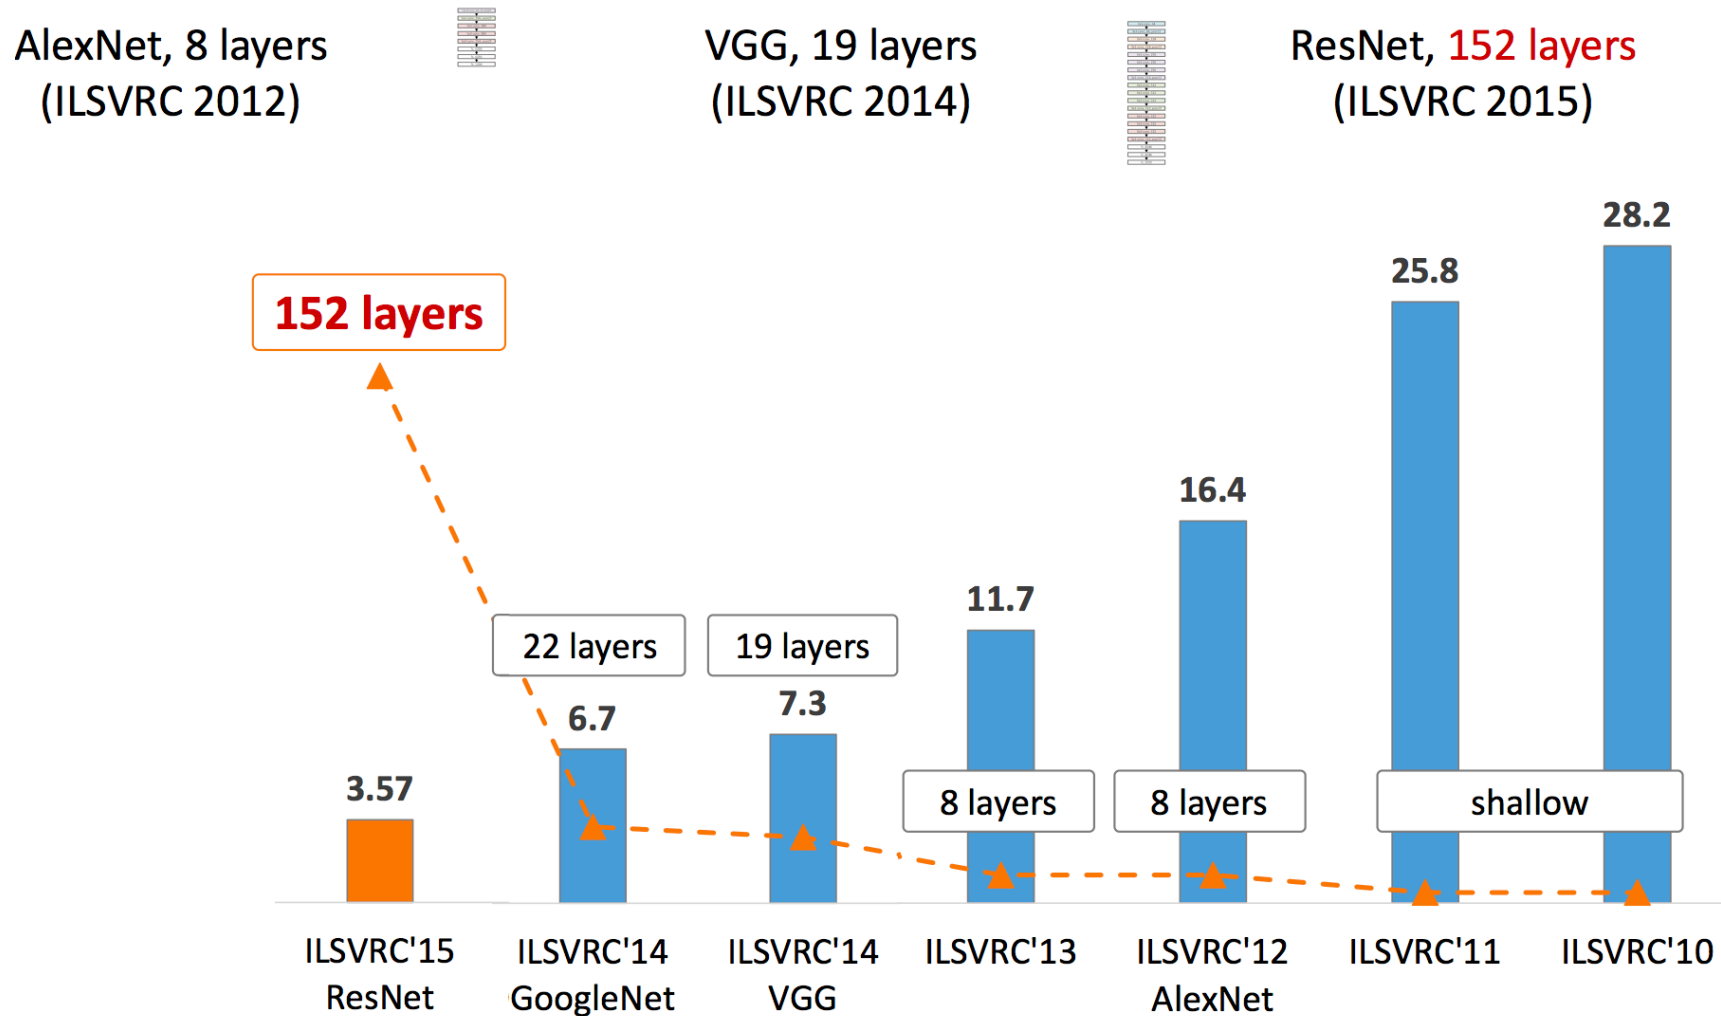 AlexNet, 8 layers
(ILSVRC 2012)
VGG, 19 layers
(ILSVRC 2014)
ResNet, 152 layers
(ILSVRC 2015)
28.2
25.8
152 layers
16.4
11.7
22 layers
19 layers
7.3
6.7
3.57
8 layers
8 layers
shallow
ILSVRC'15
ResNet
ILSVRC'14
GoogleNet
ILSVRC'14
VGG
ILSVRC'13
ILSVRC'12
AlexNet
ILSVRC'11
ILSVRC'10